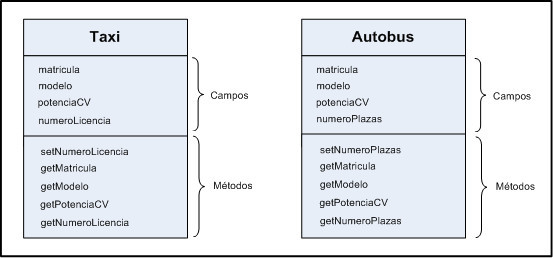 Taxi
matricula
modelo
potenciaCV
numeroLicencia
Campos
setNumeroLicencia
getMatricula
getModelo
getPotenciaCV
getNumeroLicencia
Métodos
Autobus
matricula
modelo
potenciaCV
numeroPlazas
Campos
setNumeroPlazas
getMatricula
getModelo
getPotenciaCV
getNumeroPlazas
Métodos